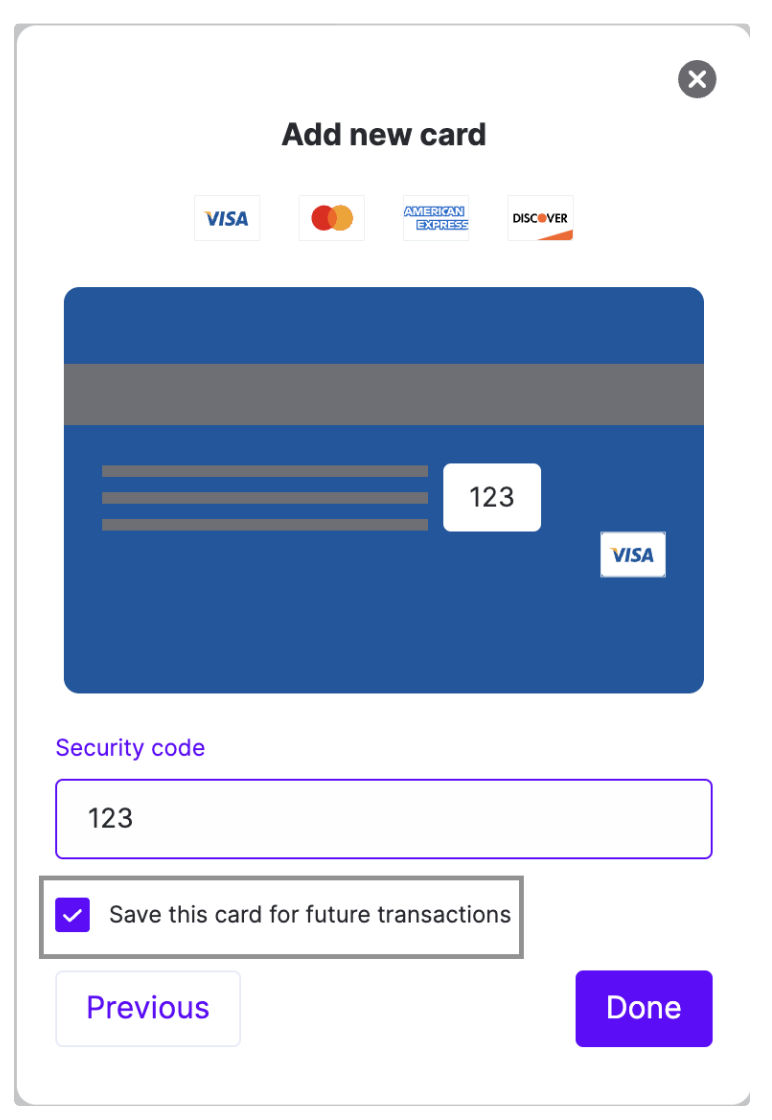 Add new card
VISA
AMERICAN
EXPRESS
DISCOVER
123
VISA
Security code
123
Save this card for future transactions
Previous
Done